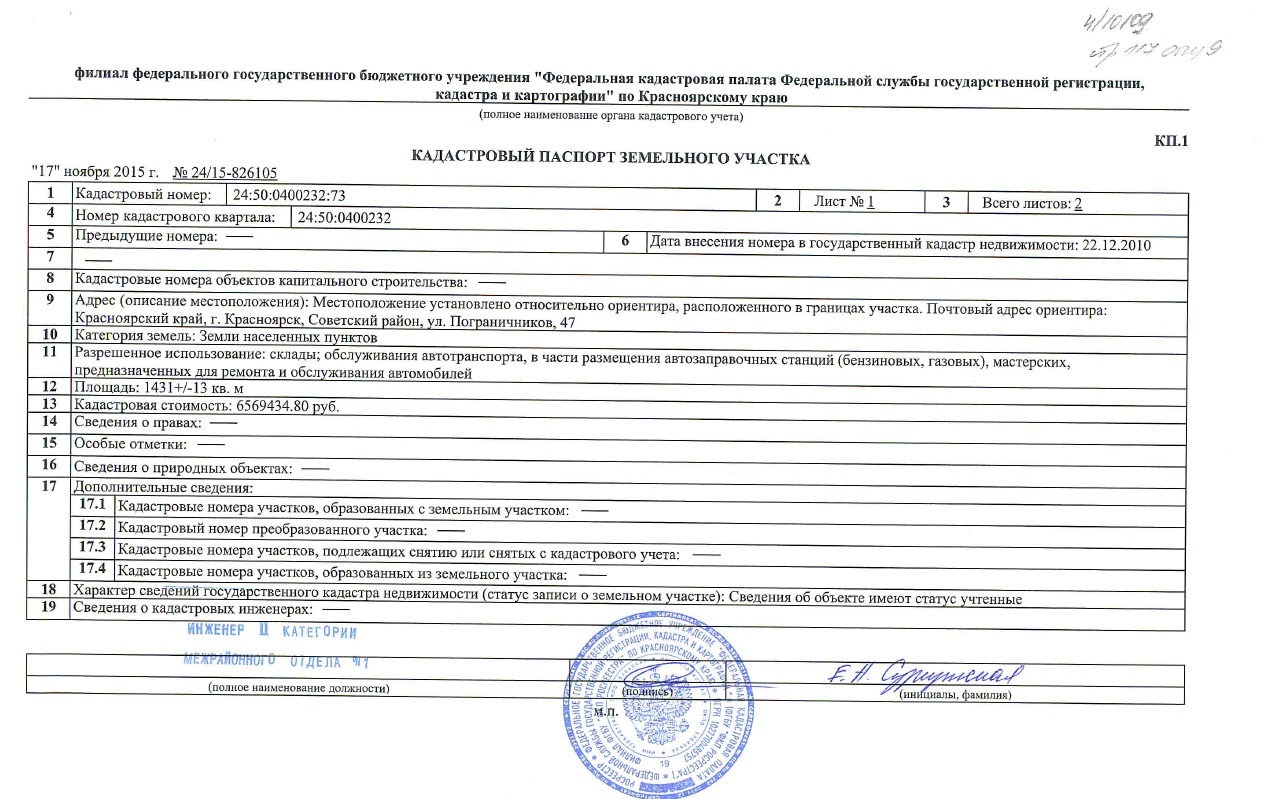 4/10109
филиал федерального государственного бюджетного учреждения "Федеральная кадастровая палата Федеральной службы государственной регистрации,
кадастра и картографии" по Красноярскому краю
(полное наименование органа кадастрового учета)
КП.1
КАДАСТРОВЫЙ ПАСПОРТ ЗЕМЕЛЬНОГО УЧАСТКА
"17" ноября 2015 г. № 24/15-826105
1 Кадастровый номер: 24:50:0400232:73 2 Лист № 1 3 Всего листов: 2
4 Номер кадастрового квартала: 24:50:0400232
5 Предыдущие номера: — 6 Дата внесения номера в государственный кадастр недвижимости: 22.12.2010
7 —
8 Кадастровые номера объектов капитального строительства: —
9 Адрес (описание местоположения): Местоположение установлено относительно ориентира, расположенного в границах участка. Почтовый адрес ориентира:
Красноярский край, г. Красноярск, Советский район, ул. Пограничников, 47
10 Категория земель: Земли населенных пунктов
11 Разрешенное использование: склады; обслуживания автотранспорта, в части размещения автозаправочных станций (бензиновых, газовых), мастерских,
предназначенных для ремонта и обслуживания автомобилей
12 Площадь: 1431+/-13 кв. м
13 Кадастровая стоимость: 6569434.80 руб.
14 Сведения о правах: —
15 Особые отметки: —
16 Сведения о природных объектах: —
17 Дополнительные сведения:
17.1 Кадастровые номера участков, образованных с земельным участком: —
17.2 Кадастровый номер преобразованного участка: —
17.3 Кадастровые номера участков, подлежащих снятию или снятых с кадастрового учета: —
17.4 Кадастровые номера участков, образованных из земельного участка: —
18 Характер сведений государственного кадастра недвижимости (статус записи о земельном участке): Сведения об объекте имеют статус учтенные
19 Сведения о кадастровых инженерах: —
ИНЖЕНЕР II КАТЕГОРИИ
МЕЖРАЙОННОГО ОТДЕЛА №1
(полное наименование должности)
(подпись)
(инициалы, фамилия)
М.П.
19